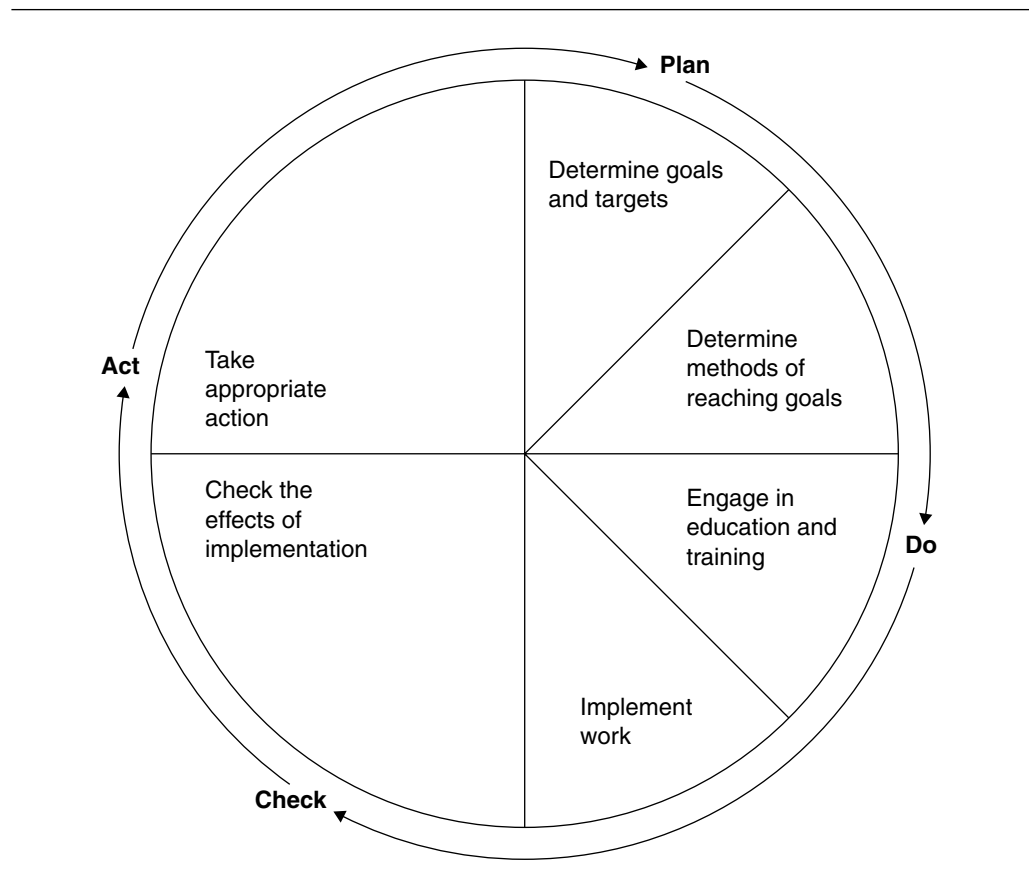 Plan
Determine goals
and targets
Determine
methods of
reaching goals
Engage in
education and
training
Do
Implement
work
Check
Check the
effects of
implementation
Act
Take
appropriate
action